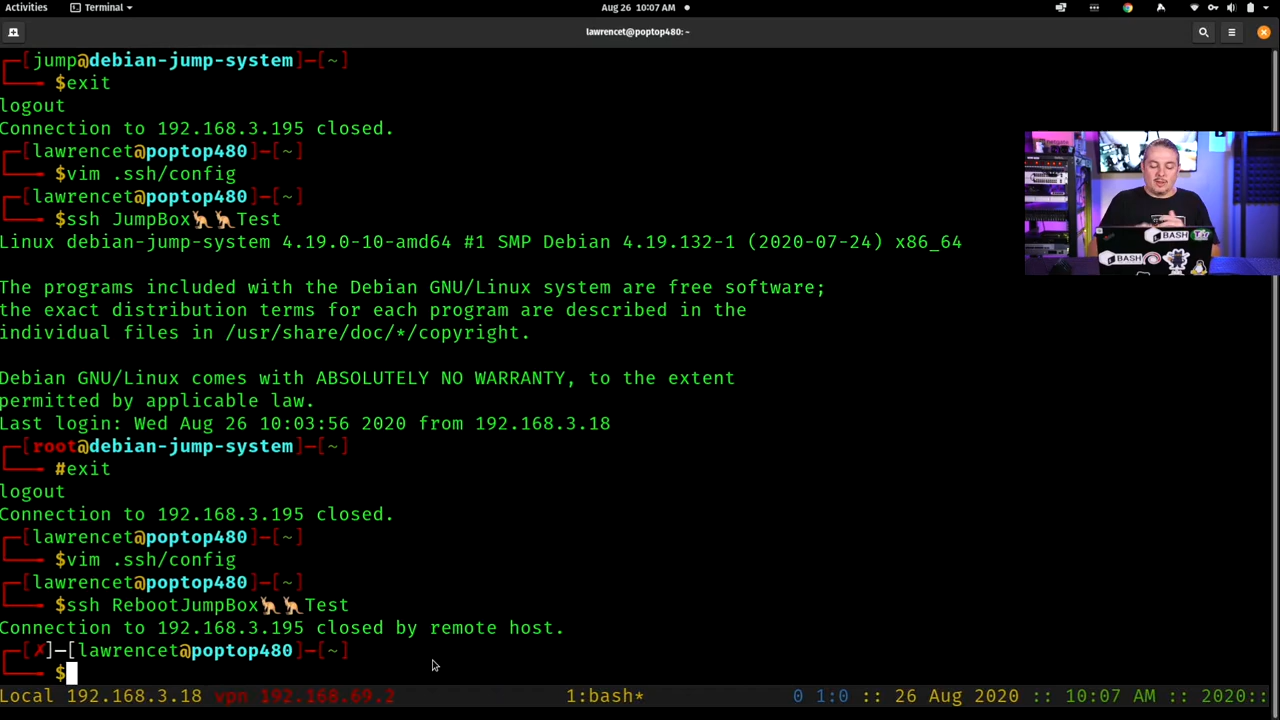 Activities Terminal Aug 26 10:07 AM
lawrencet@poptop480: ~
┌─[jump@debian-jump-system]─[~]
└──╼ $exit
logout
Connection to 192.168.3.195 closed.
┌─[lawrencet@poptop480]─[~]
└──╼ $vim .ssh/config
┌─[lawrencet@poptop480]─[~]
└──╼ $ssh JumpBox🦘🦘Test
Linux debian-jump-system 4.19.0-10-amd64 #1 SMP Debian 4.19.132-1 (2020-07-24) x86_64
The programs included with the Debian GNU/Linux system are free software;
the exact distribution terms for each program are described in the
individual files in /usr/share/doc/*/copyright.
Debian GNU/Linux comes with ABSOLUTELY NO WARRANTY, to the extent
permitted by applicable law.
Last login: Wed Aug 26 10:03:56 2020 from 192.168.3.18
┌─[root@debian-jump-system]─[~]
└──╼ #exit
logout
Connection to 192.168.3.195 closed.
┌─[lawrencet@poptop480]─[~]
└──╼ $vim .ssh/config
┌─[lawrencet@poptop480]─[~]
└──╼ $ssh RebootJumpBox🦘🦘Test
Connection to 192.168.3.195 closed by remote host.
┌─[✗]─[lawrencet@poptop480]─[~]
└──╼ $
Local 192.168.3.18 vpn 192.168.69.2 1:bash* 0 1:0 :: 26 Aug 2020 :: 10:07 AM :: 2020::
BASH
BASH